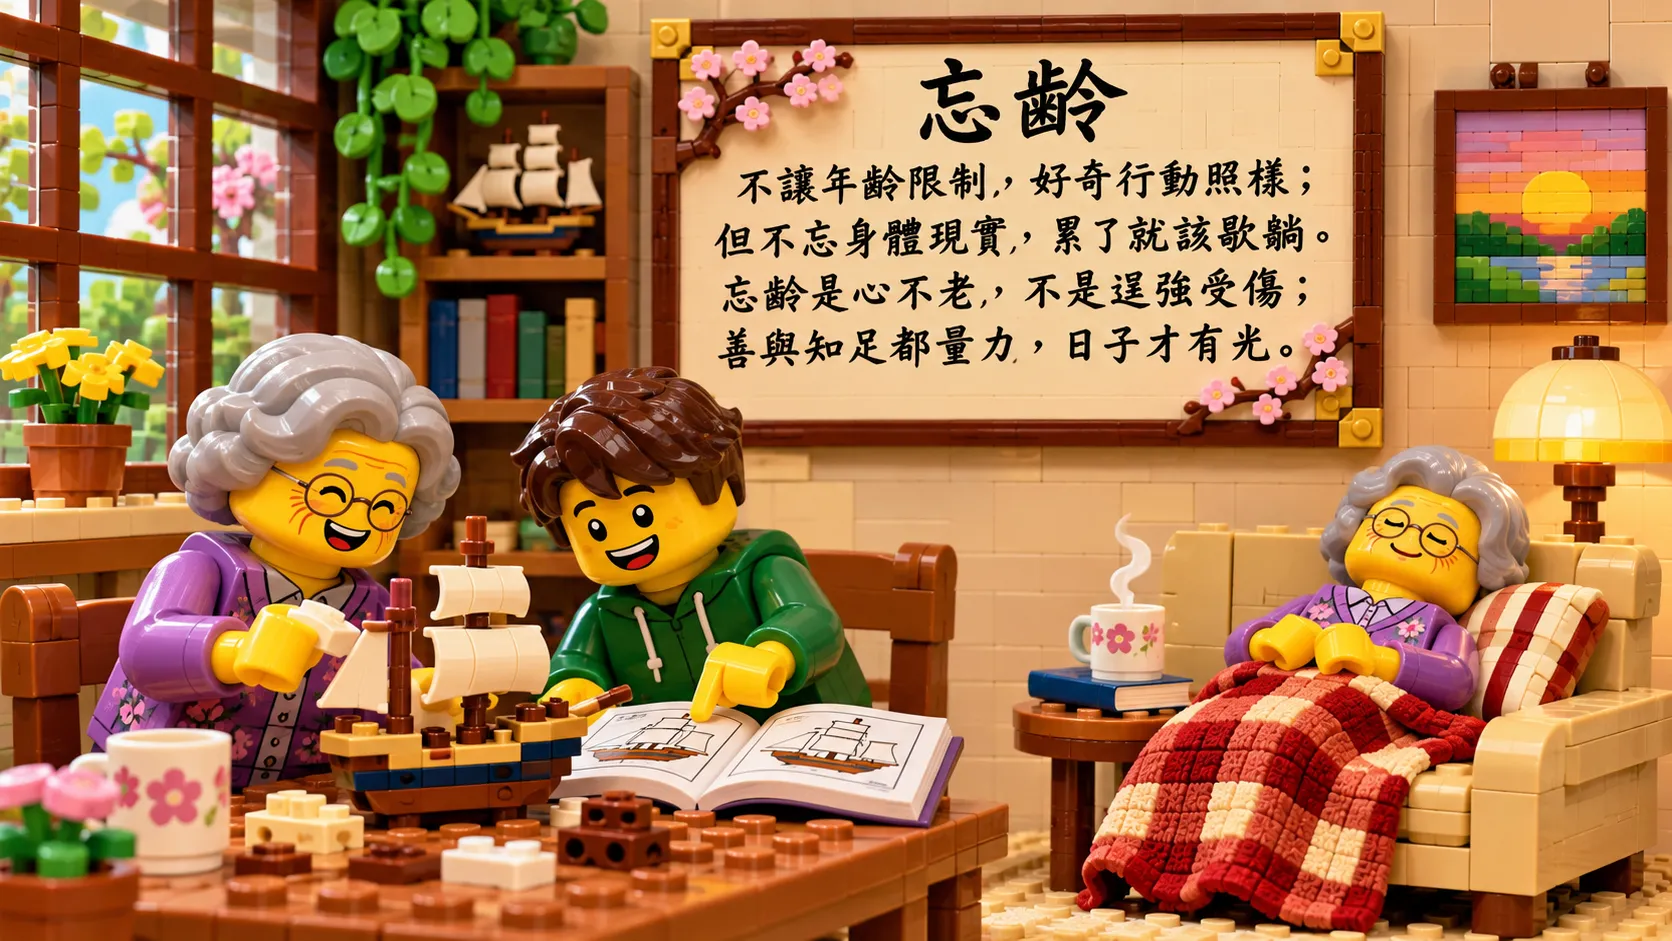 忘齡
不讓年齡限制，好奇行動照樣；
但不忘身體現實，累了就該歇躺。
忘齡是心不老，不是逞強受傷；
善與知足都量力，日子才有光。